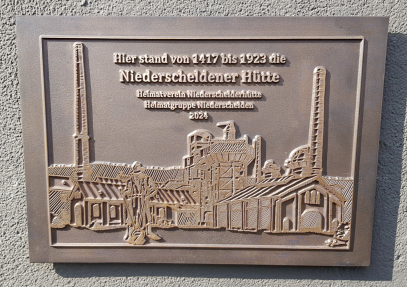 Hier stand von 1417 bis 1923 die
Niederscheldener Hütte
Heimatverein Niederschelderhütte
Heimatgruppe Niederschelden
2024